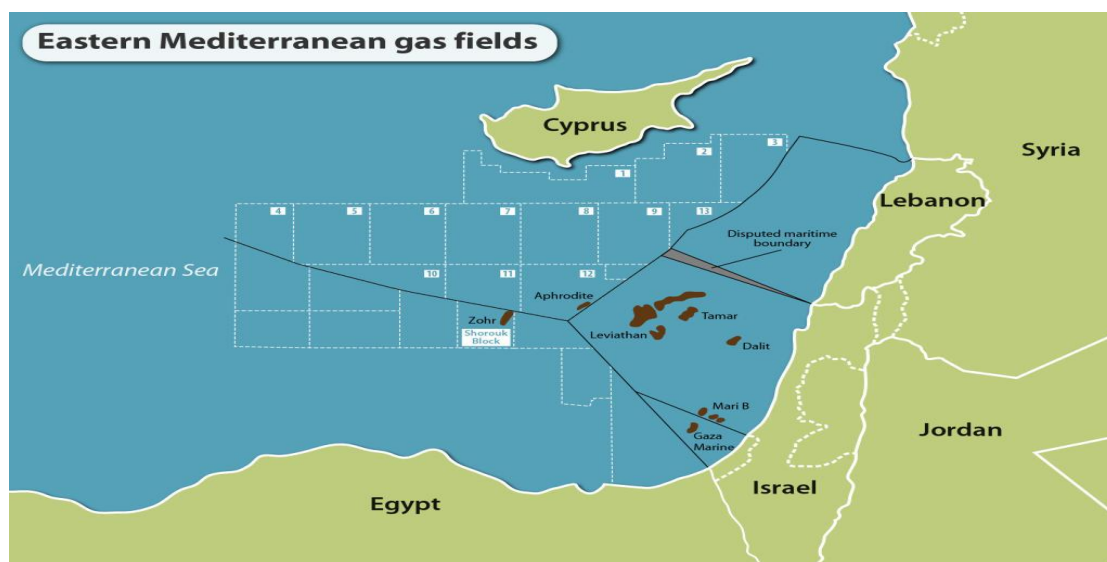 Eastern Mediterranean gas fields
Cyprus
Syria
3
2
1
Lebanon
4
5
6
7
8
9
13
Disputed maritime
boundary
Mediterranean Sea
10
11
12
Aphrodite
Zohr
Shorouk
Block
Leviathan
Tamar
Dalit
Mari B
Gaza
Marine
Jordan
Israel
Egypt